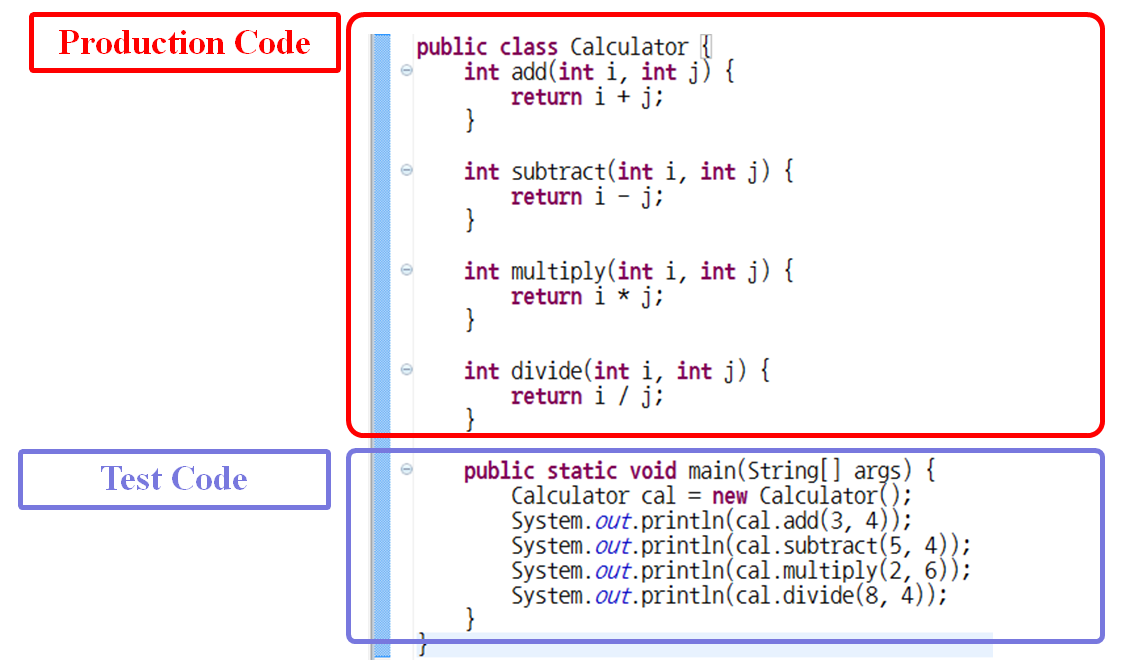 Production Code
public class Calculator {
int add(int i, int j) {
return i + j;
}
int subtract(int i, int j) {
return i - j;
}
int multiply(int i, int j) {
return i * j;
}
int divide(int i, int j) {
return i / j;
}
Test Code
public static void main(String[] args) {
Calculator cal = new Calculator();
System.out.println(cal.add(3, 4));
System.out.println(cal.subtract(5, 4));
System.out.println(cal.multiply(2, 6));
System.out.println(cal.divide(8, 4));
}
}